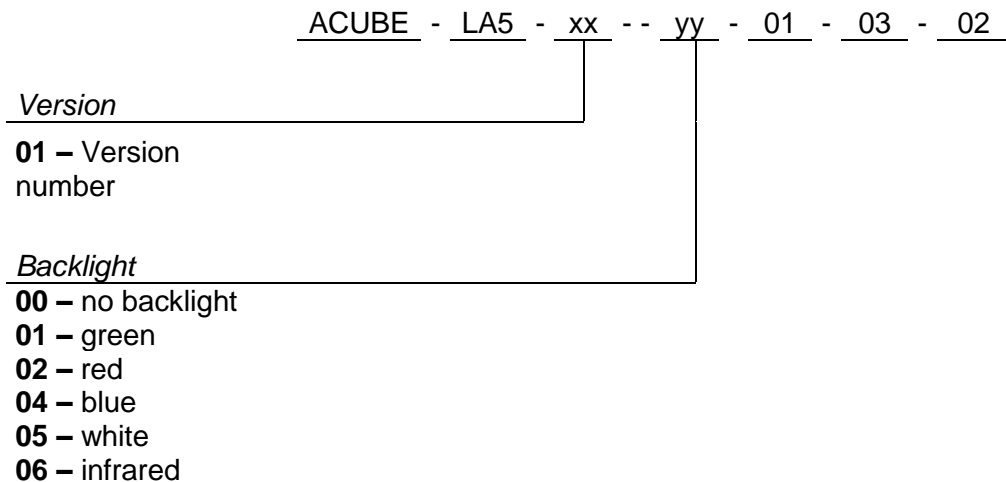 ACUBE - LA5 - xx - - yy - 01 - 03 - 02
Version
01 – Version
number
Backlight
00 – no backlight
01 – green
02 – red
04 – blue
05 – white
06 – infrared